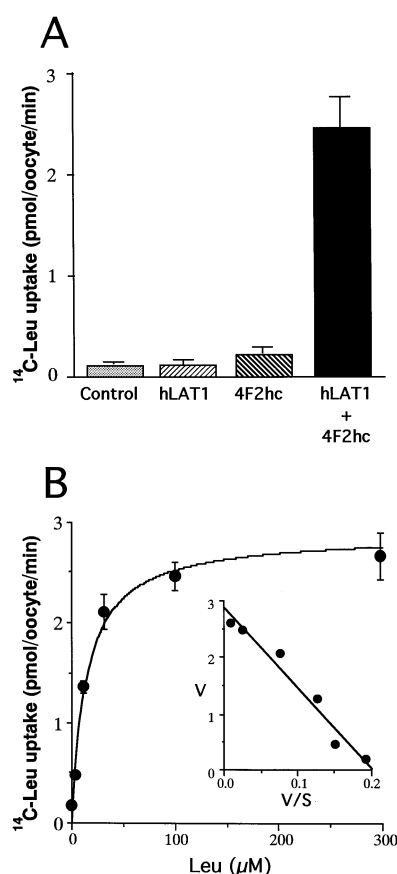 A
¹⁴C-Leu uptake (pmol/oocyte/min)
3
2
1
0
Control hLAT1 4F2hc hLAT1
+
4F2hc
B
¹⁴C-Leu uptake (pmol/oocyte/min)
3
2
1
0
0 100 200 300
Leu (µM)
V
3
2
1
0
0.0 0.1 0.2
V/S